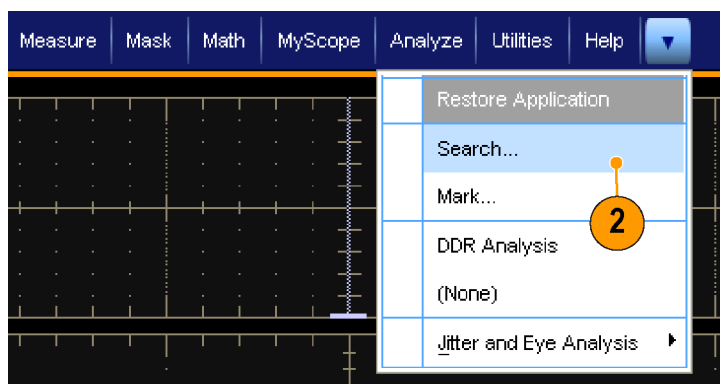 Measure Mask Math MyScope Analyze Utilities Help
Restore Application
Search...
Mark...
2
DDR Analysis
(None)
Jitter and Eye Analysis